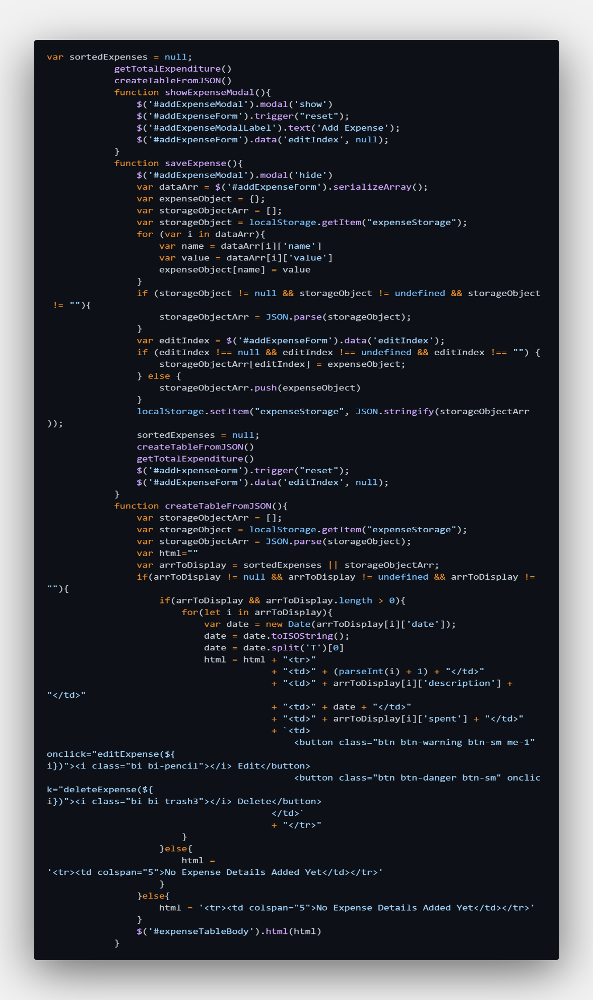 var sortedExpenses = null;
            getTotalExpenditure()
            createTableFromJSON()
            function showExpenseModal(){
                $('#addExpenseModal').modal('show')
                $('#addExpenseForm').trigger("reset");
                $('#addExpenseModalLabel').text('Add Expense');
                $('#addExpenseForm').data('editIndex', null);
            }
            function saveExpense(){
                $('#addExpenseModal').modal('hide')
                var dataArr = $('#addExpenseForm').serializeArray();
                var expenseObject = {};
                var storageObjectArr = [];
                var storageObject = localStorage.getItem("expenseStorage");
                for (var i in dataArr){
                    var name = dataArr[i]['name']
                    var value = dataArr[i]['value']
                    expenseObject[name] = value
                }
                if (storageObject != null && storageObject != undefined && storageObject
 != ""){
                    storageObjectArr = JSON.parse(storageObject);
                }
                var editIndex = $('#addExpenseForm').data('editIndex');
                if (editIndex !== null && editIndex !== undefined && editIndex !== "") {
                    storageObjectArr[editIndex] = expenseObject;
                } else {
                    storageObjectArr.push(expenseObject)
                }
                localStorage.setItem("expenseStorage", JSON.stringify(storageObjectArr
));
                sortedExpenses = null;
                createTableFromJSON()
                getTotalExpenditure()
                $('#addExpenseForm').trigger("reset");
                $('#addExpenseForm').data('editIndex', null);
            }
            function createTableFromJSON(){
                var storageObjectArr = [];
                var storageObject = localStorage.getItem("expenseStorage");
                var storageObjectArr = JSON.parse(storageObject);
                var html=""
                var arrToDisplay = sortedExpenses || storageObjectArr;
                if(arrToDisplay != null && arrToDisplay != undefined && arrToDisplay !=
""){
                    if(arrToDisplay && arrToDisplay.length > 0){
                        for(let i in arrToDisplay){
                            var date = new Date(arrToDisplay[i]['date']);
                            date = date.toISOString();
                            date = date.split('T')[0]
                            html = html + "<tr>"
                                        + "<td>" + (parseInt(i) + 1) + "</td>"
                                        + "<td>" + arrToDisplay[i]['description'] +
"</td>"
                                        + "<td>" + date + "</td>"
                                        + "<td>" + arrToDisplay[i]['spent'] + "</td>"
                                        + `<td>
                                            <button class="btn btn-warning btn-sm me-1"
onclick="editExpense(${
i})"><i class="bi bi-pencil"></i> Edit</button>
                                            <button class="btn btn-danger btn-sm" onclic
k="deleteExpense(${
i})"><i class="bi bi-trash3"></i> Delete</button>
                                        </td>`
                                        + "</tr>"
                        }
                    }else{
                        html =
'<tr><td colspan="5">No Expense Details Added Yet</td></tr>'
                    }
                }else{
                    html = '<tr><td colspan="5">No Expense Details Added Yet</td></tr>'
                }
                $('#expenseTableBody').html(html)
            }